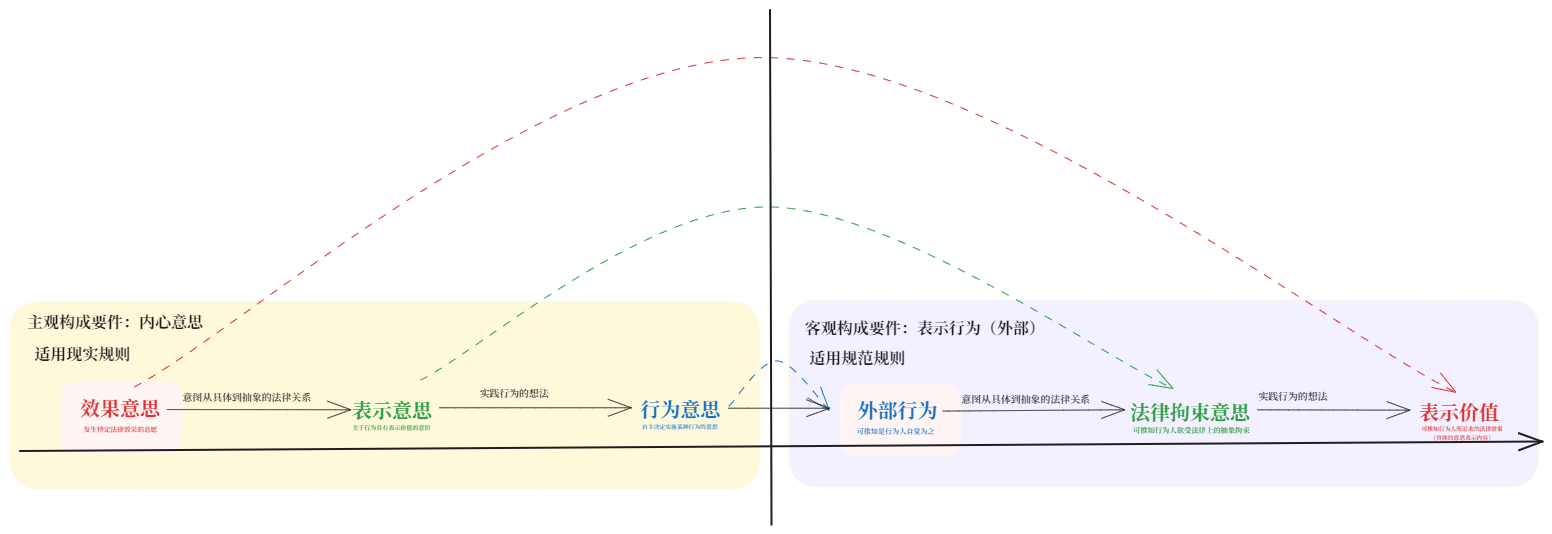 主观构成要件：内心意思
适用现实规则
效果意思
发生特定法律效果的意愿
意图从具体到抽象的法律关系
表示意思
关于行为具有表示价值的意识
实践行为的想法
行为意思
自主决定实施某种行为的意思
客观构成要件：表示行为（外部）
适用规范规则
外部行为
可推知是行为人自觉为之
意图从具体到抽象的法律关系
法律拘束意思
可推知行为人欲受法律上的抽象拘束
实践行为的想法
表示价值
可推知行为人所追求的法律效果
（具体的意思表示内容）